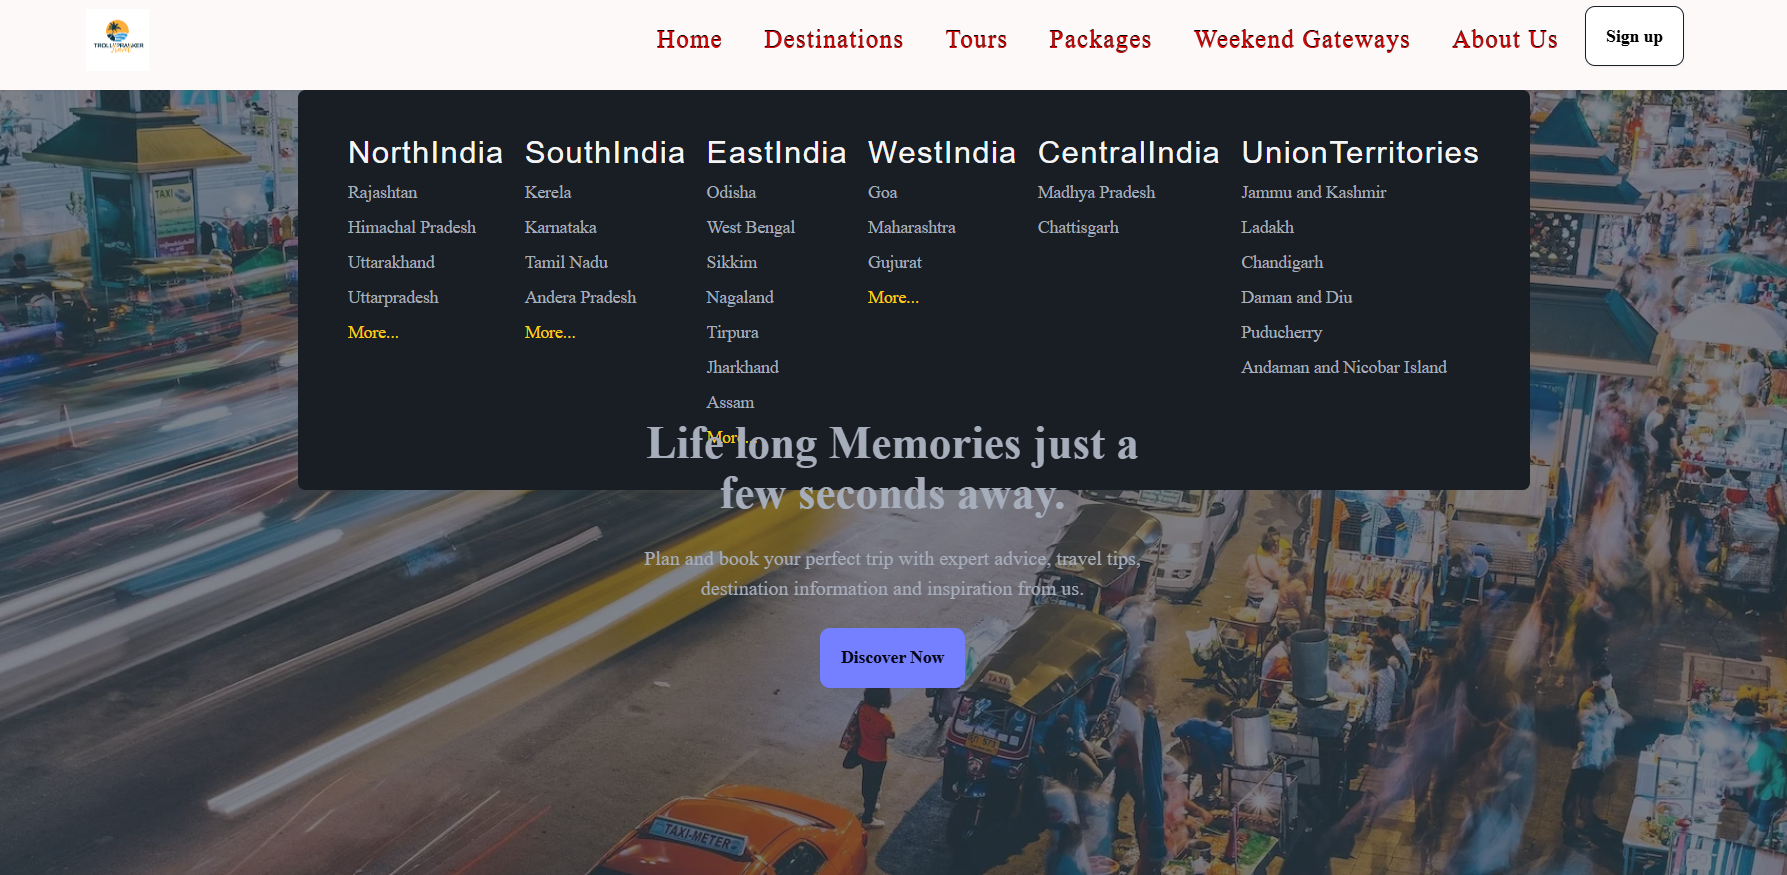 TROLLEPRAWKER
Travel
Home Destinations Tours Packages Weekend Gateways About Us Sign up
NorthIndia SouthIndia EastIndia WestIndia CentralIndia UnionTerritories
Rajashtan Kerela Odisha Goa Madhya Pradesh Jammu and Kashmir
Himachal Pradesh Karnataka West Bengal Maharashtra Chattisgarh Ladakh
Uttarakhand Tamil Nadu Sikkim Gujurat Chandigarh
Uttarpradesh Andera Pradesh Nagaland More... Daman and Diu
More... More... Tirpura Puducherry
Jharkhand Andaman and Nicobar Island
Assam
More...
Life long Memories just a
few seconds away.
Plan and book your perfect trip with expert advice, travel tips,
destination information and inspiration from us.
Discover Now
TAXI
TAXI
TAXI-METER